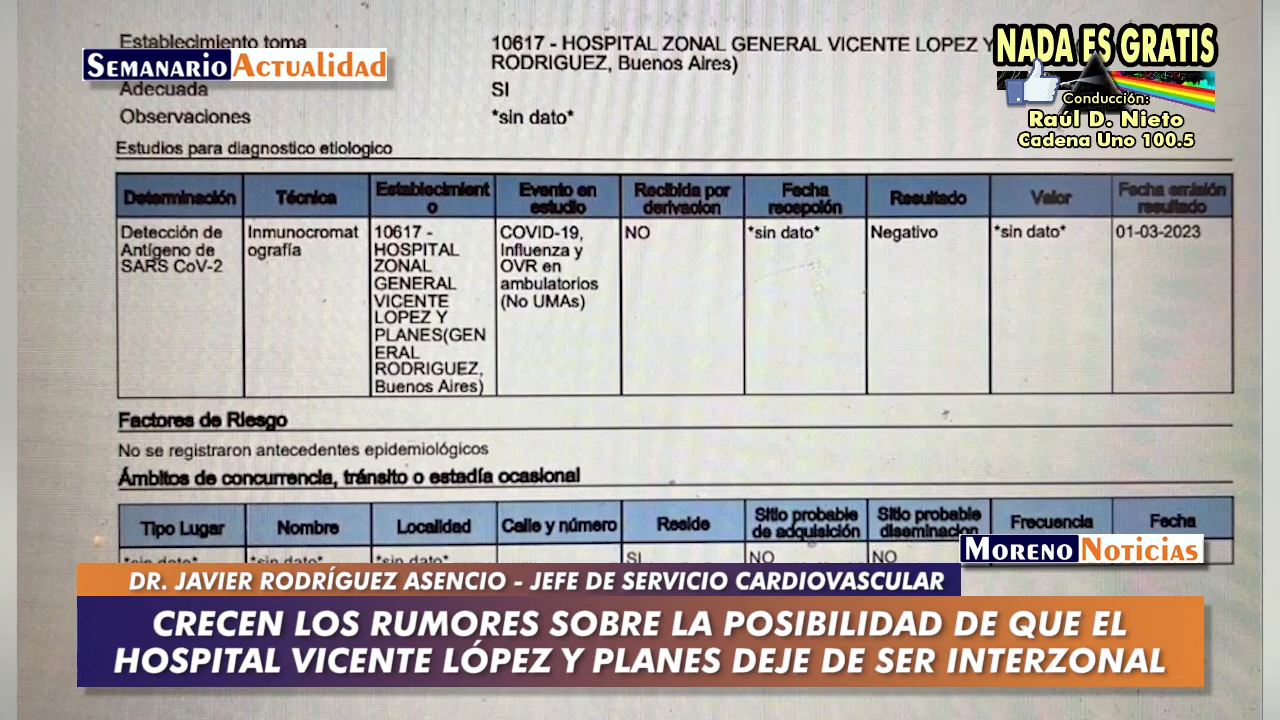 Establecimiento toma
10617 - HOSPITAL ZONAL GENERAL VICENTE LOPEZ Y
RODRIGUEZ, Buenos Aires)
SEMANARIO ACTUALIDAD
NADA ES GRATIS
Conducción:
Raúl D. Nieto
Cadena Uno 100.5
Adecuada SI
Observaciones *sin dato*
Estudios para diagnostico etiologico
Determinación Técnica Establecimient
o Evento en
estudio Recibida por
derivacion Fecha
recepción Resultado Valor Fecha emisión
resultado
Detección de
Antígeno de
SARS CoV-2
Inmunocromat
ografía
10617 -
HOSPITAL
ZONAL
GENERAL
VICENTE
LOPEZ Y
PLANES(GEN
ERAL
RODRIGUEZ,
Buenos Aires)
COVID-19,
Influenza y
OVR en
ambulatorios
(No UMAs)
NO
*sin dato*
Negativo
*sin dato*
01-03-2023
Factores de Riesgo
No se registraron antecedentes epidemiológicos
Ámbitos de concurrencia, tránsito o estadía ocasional
Tipo Lugar Nombre Localidad Calle y número Reside Sitio probable
de adquisición Sitio probable
diseminacion Frecuencia Fecha
*sin dato* *sin dato* *sin dato* SI NO NO
MORENO NOTICIAS
DR. JAVIER RODRÍGUEZ ASENCIO - JEFE DE SERVICIO CARDIOVASCULAR
CRECEN LOS RUMORES SOBRE LA POSIBILIDAD DE QUE EL
HOSPITAL VICENTE LÓPEZ Y PLANES DEJE DE SER INTERZONAL